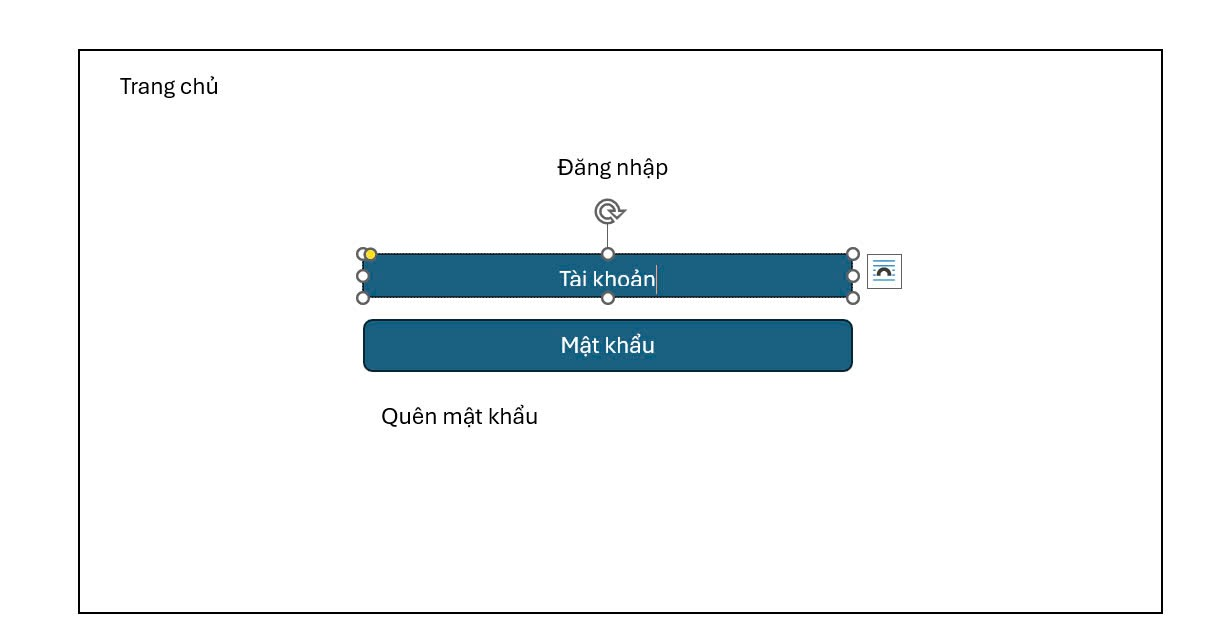 Trang chủ
Đăng nhập
Tài khoản
Mật khẩu
Quên mật khẩu